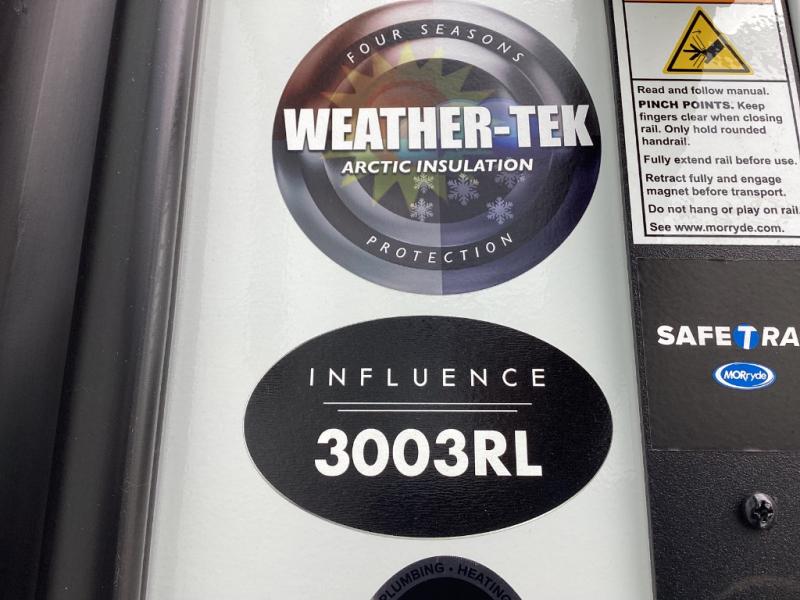 FOUR SEASONS
WEATHER-TEK
ARCTIC INSULATION
PROTECTION
INFLUENCE
3003RL
PLUMBING • HEATING
Read and follow manual.
PINCH POINTS. Keep
fingers clear when closing
rail. Only hold rounded
handrail.
Fully extend rail before use.
Retract fully and engage
magnet before transport.
Do not hang or play on rail
See www.morryde.com.
SAFETRA
MORryde